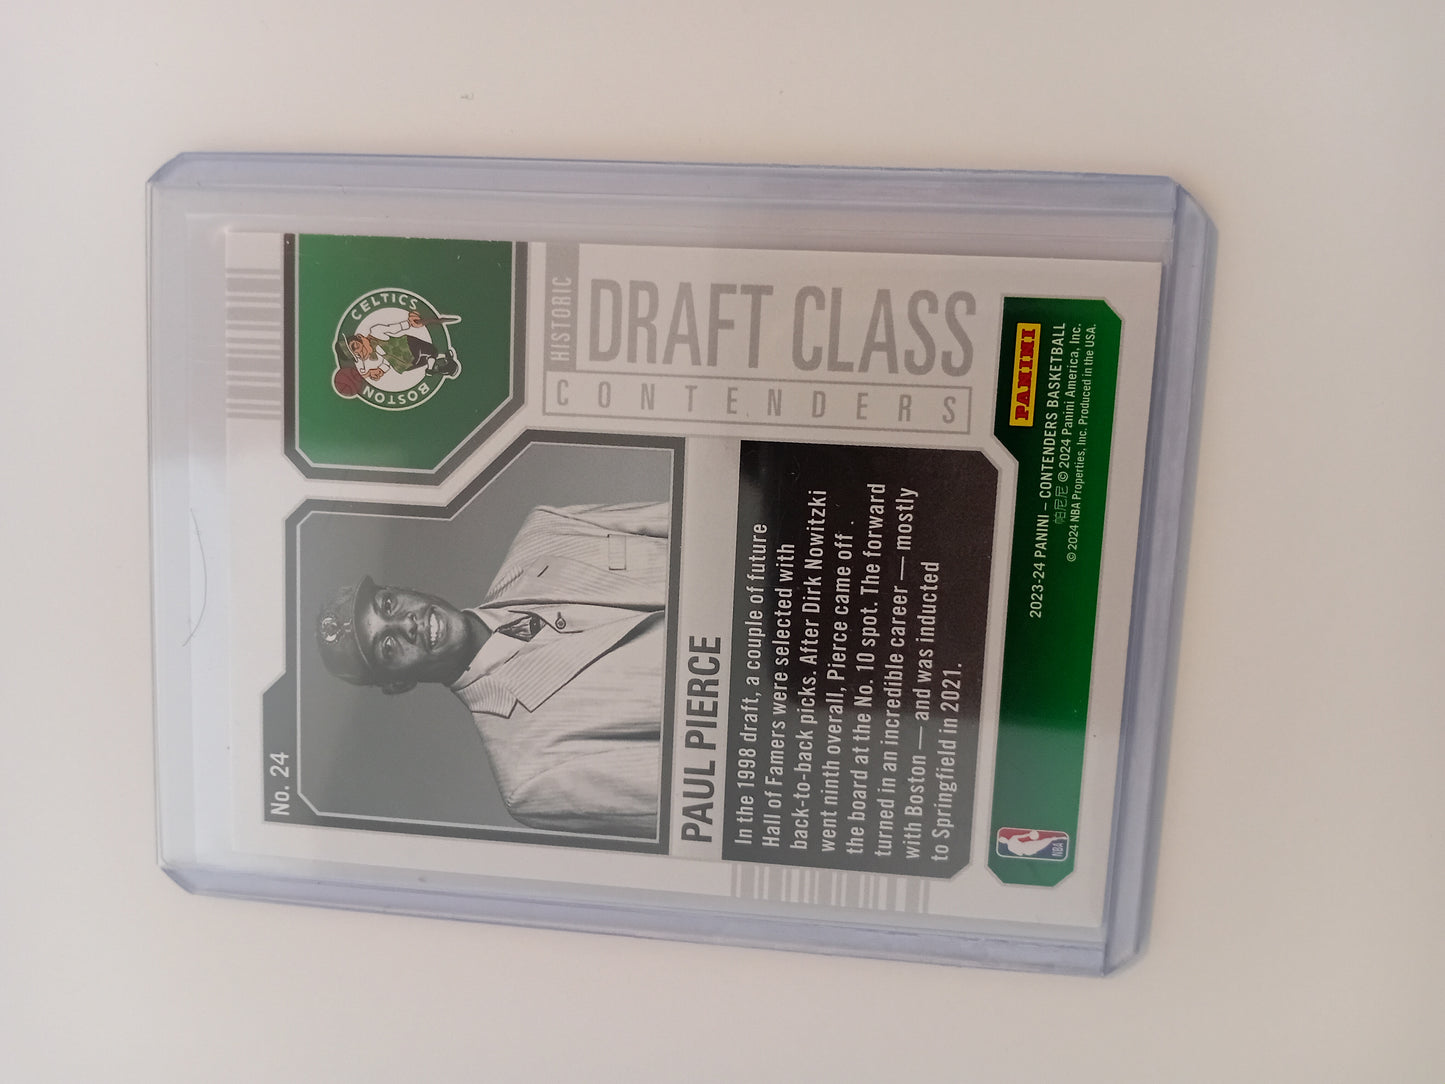 No. 24
BOSTON
CELTICS
HISTORIC
DRAFT CLASS
CONTENDERS
PAUL PIERCE
In the 1998 draft, a couple of future
Hall of Famers were selected with
back-to-back picks. After Dirk Nowitzki
went ninth overall, Pierce came off
the board at the No. 10 spot. The forward
turned in an incredible career — mostly
with Boston — and was inducted
to Springfield in 2021.
PANINI
2023-24 PANINI – CONTENDERS BASKETBALL
帕尼尼 © 2024 Panini America, Inc.
© 2024 NBA Properties, Inc. Produced in the USA.
NBA